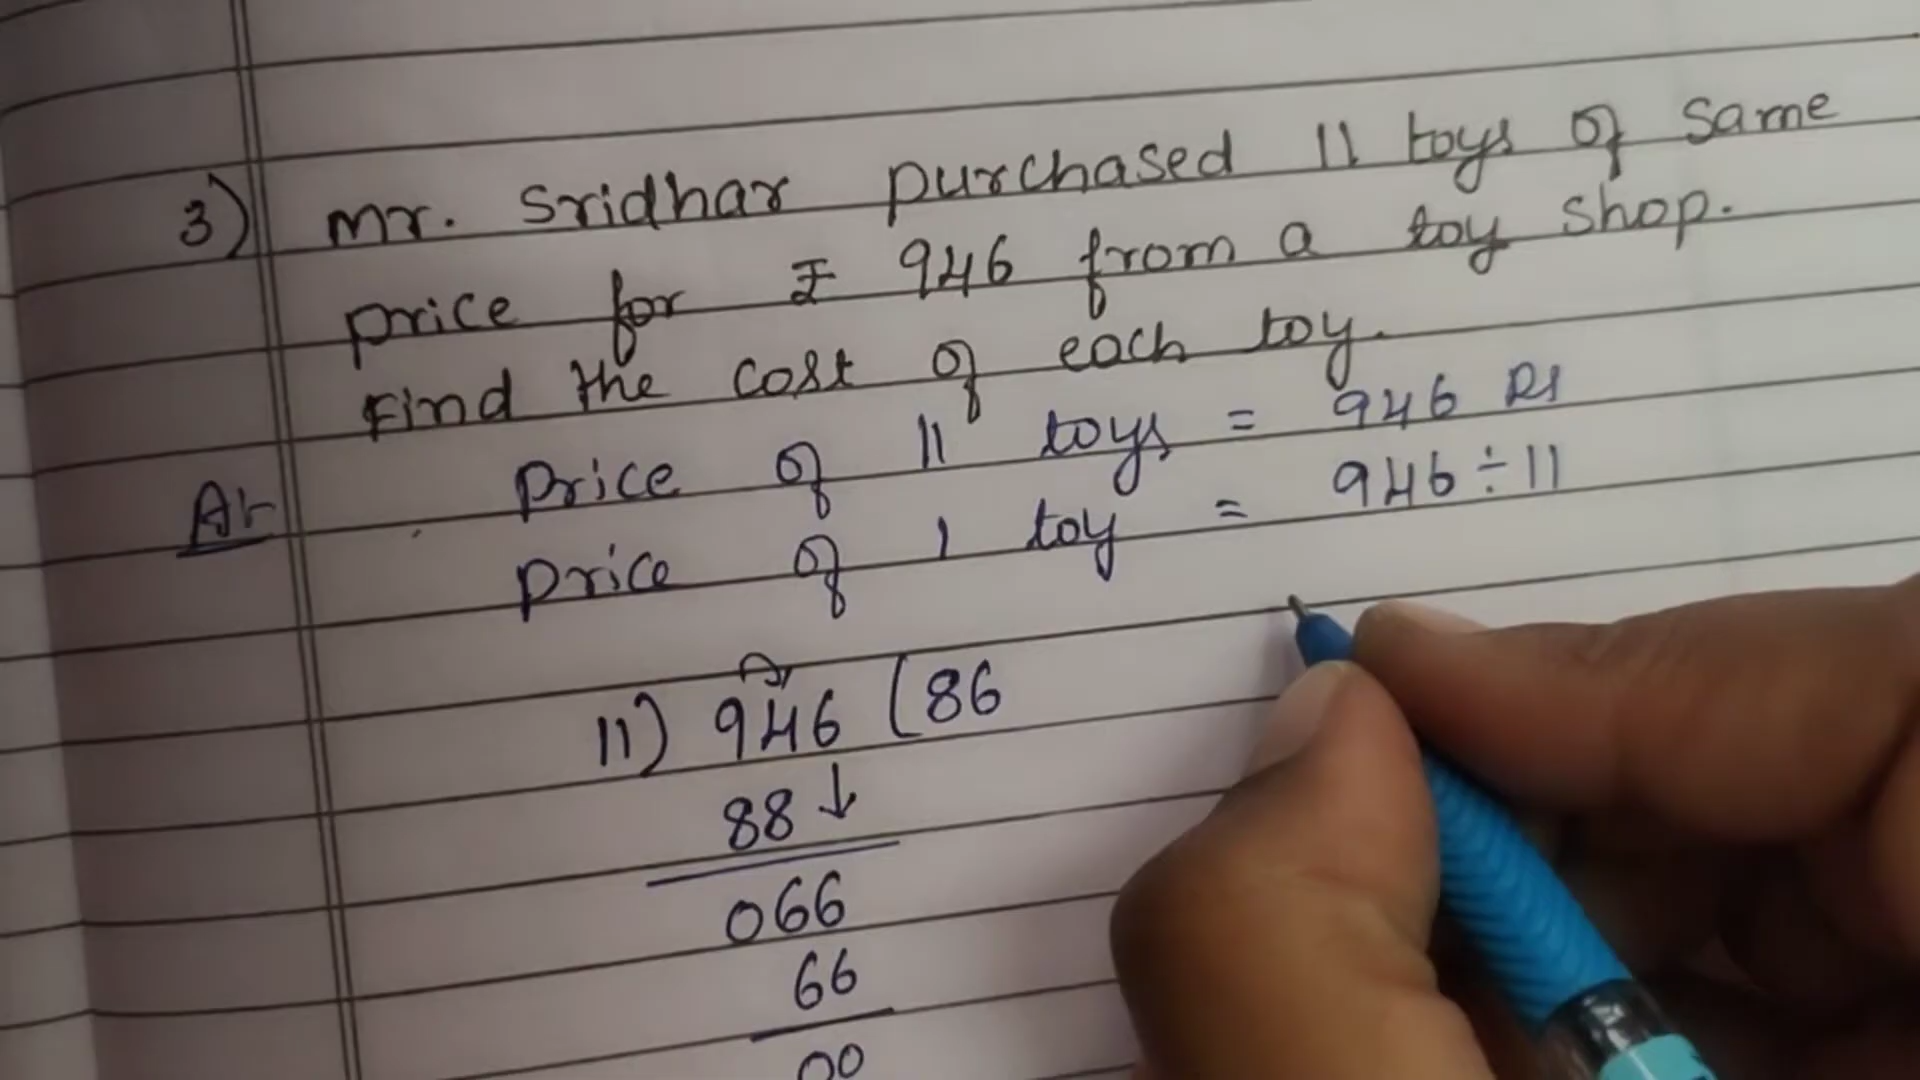 3) Mr. Sridhar purchased 11 toys of same
price for ₹ 946 from a toy shop.
Find the cost of each toy.
Price of 11 toys = 946 Rs
A:- Price of 1 toy = 946 ÷ 11
11) 946 (86
88 ↓
066
66
00